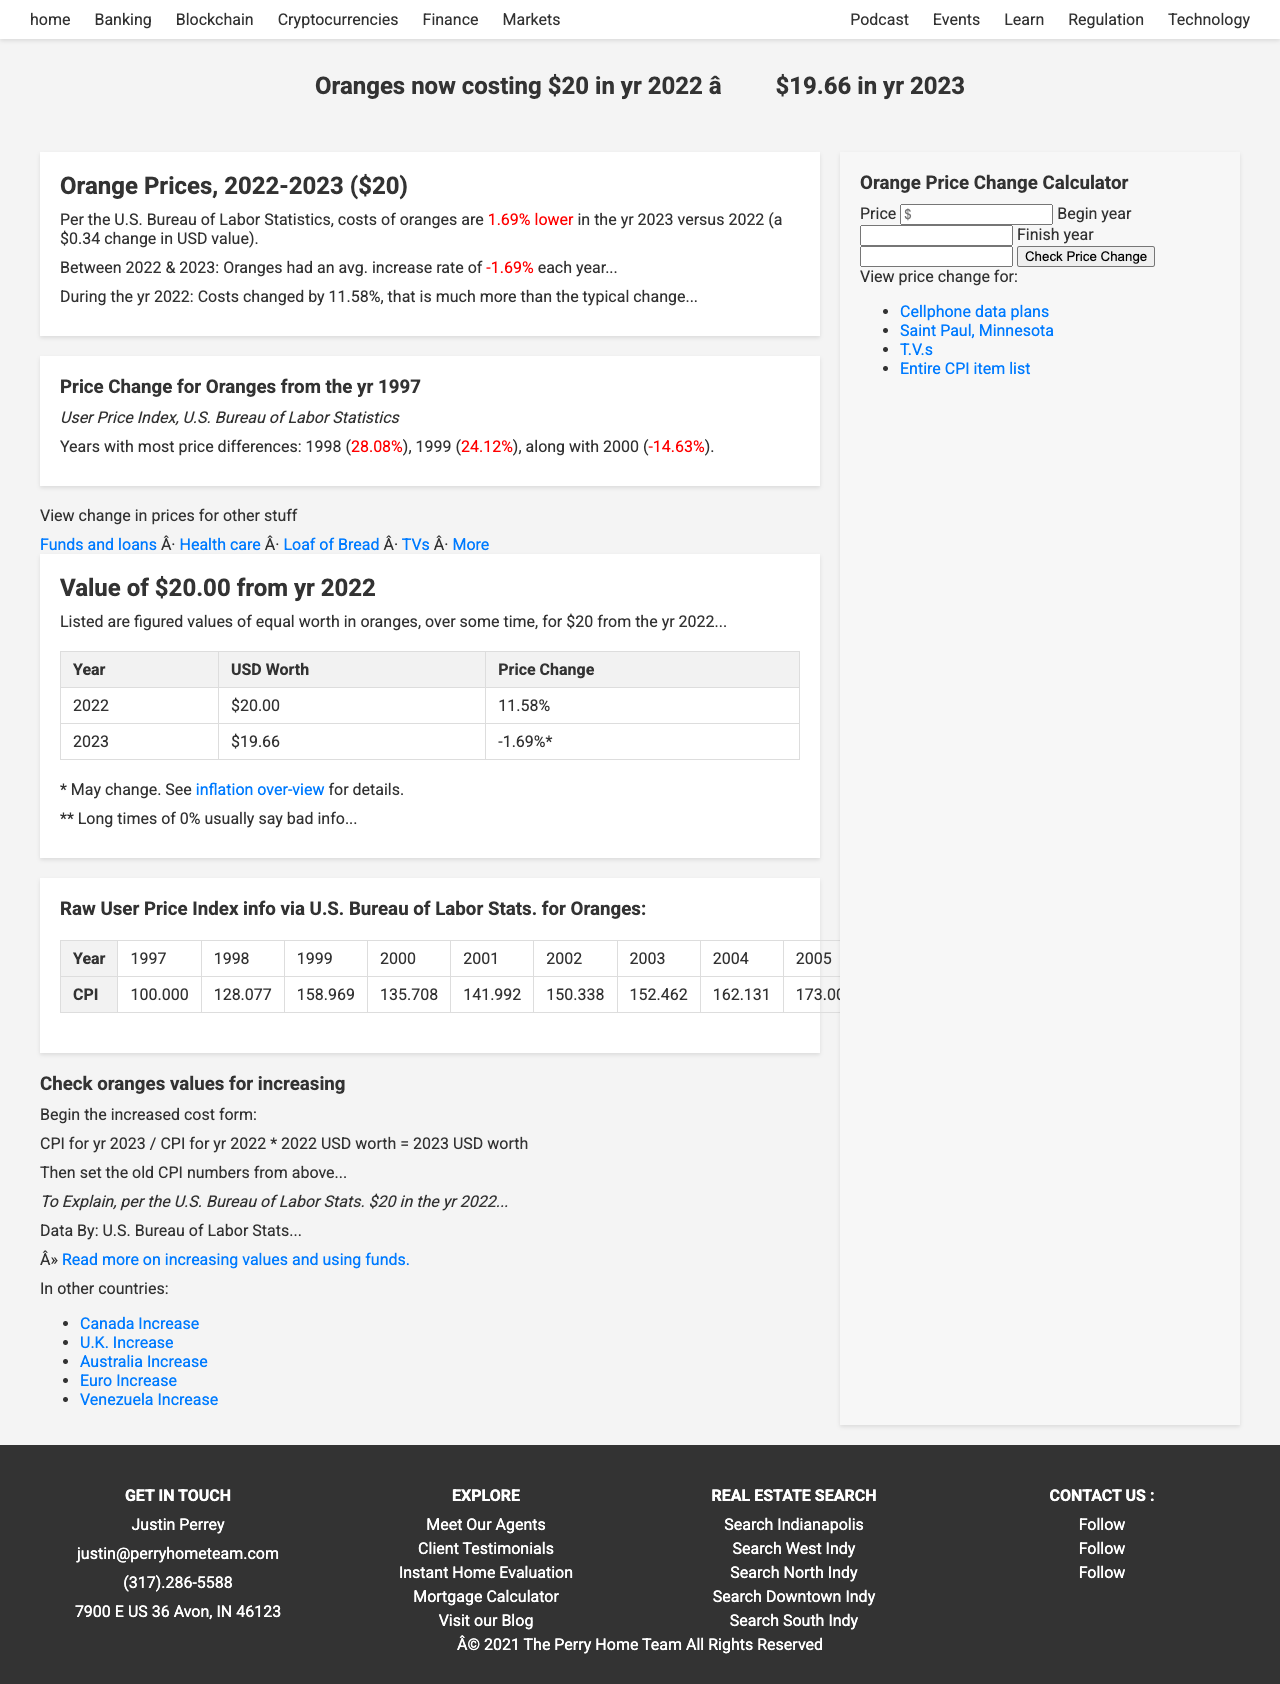 home Banking Blockchain Cryptocurrencies Finance Markets Podcast Events Learn Regulation Technology
Oranges now costing $20 in yr 2022 â $19.66 in yr 2023
Orange Prices, 2022-2023 ($20)
Per the U.S. Bureau of Labor Statistics, costs of oranges are 1.69% lower in the yr 2023 versus 2022 (a
$0.34 change in USD value).
Between 2022 & 2023: Oranges had an avg. increase rate of -1.69% each year...
During the yr 2022: Costs changed by 11.58%, that is much more than the typical change...
Price Change for Oranges from the yr 1997
User Price Index, U.S. Bureau of Labor Statistics
Years with most price differences: 1998 (28.08%), 1999 (24.12%), along with 2000 (-14.63%).
View change in prices for other stuff
Funds and loans Â· Health care Â· Loaf of Bread Â· TVs Â· More
Value of $20.00 from yr 2022
Listed are figured values of equal worth in oranges, over some time, for $20 from the yr 2022...
Year USD Worth Price Change
2022 $20.00 11.58%
2023 $19.66 -1.69%*
* May change. See inflation over-view for details.
** Long times of 0% usually say bad info...
Raw User Price Index info via U.S. Bureau of Labor Stats. for Oranges:
Year 1997 1998 1999 2000 2001 2002 2003 2004 2005
CPI 100.000 128.077 158.969 135.708 141.992 150.338 152.462 162.131 173.00
Check oranges values for increasing
Begin the increased cost form:
CPI for yr 2023 / CPI for yr 2022 * 2022 USD worth = 2023 USD worth
Then set the old CPI numbers from above...
To Explain, per the U.S. Bureau of Labor Stats. $20 in the yr 2022...
Data By: U.S. Bureau of Labor Stats...
Â» Read more on increasing values and using funds.
In other countries:
• Canada Increase
• U.K. Increase
• Australia Increase
• Euro Increase
• Venezuela Increase
Orange Price Change Calculator
Price $ Begin year
Finish year
Check Price Change
View price change for:
• Cellphone data plans
• Saint Paul, Minnesota
• T.V.s
• Entire CPI item list
GET IN TOUCH
Justin Perrey
justin@perryhometeam.com
(317).286-5588
7900 E US 36 Avon, IN 46123
EXPLORE
Meet Our Agents
Client Testimonials
Instant Home Evaluation
Mortgage Calculator
Visit our Blog
REAL ESTATE SEARCH
Search Indianapolis
Search West Indy
Search North Indy
Search Downtown Indy
Search South Indy
CONTACT US :
Follow
Follow
Follow
Â© 2021 The Perry Home Team All Rights Reserved